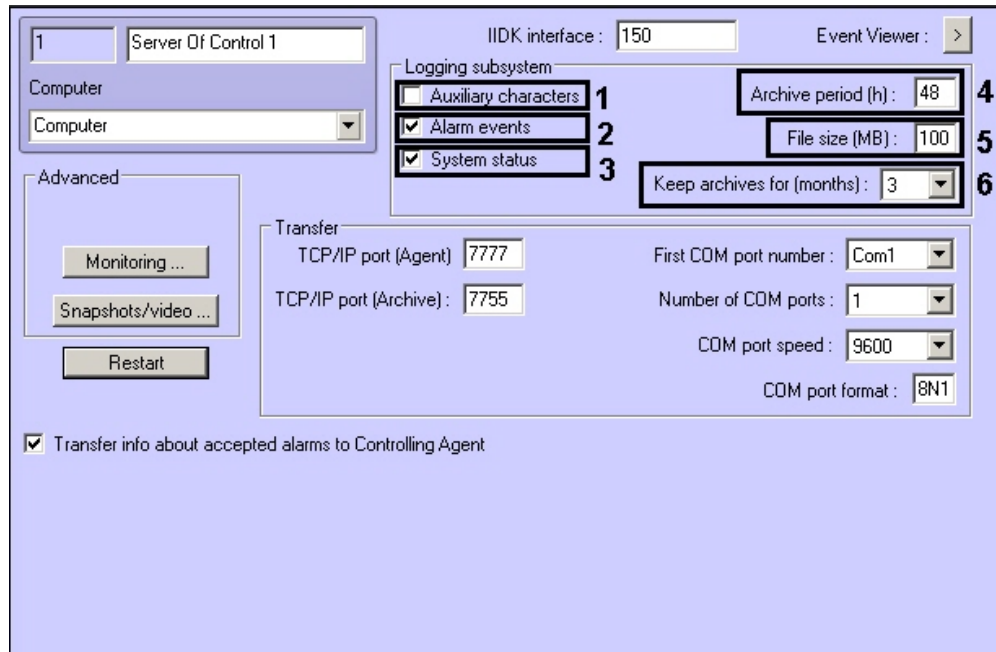 1 Server Of Control 1
IIDK interface : 150
Event Viewer : >
Computer
Computer
Logging subsystem
Auxiliary characters 1
Alarm events 2
System status 3
Archive period (h) : 48 4
File size (MB) : 100 5
Keep archives for (months) : 3 6
Advanced
Monitoring ...
Snapshots/video ...
Restart
Transfer
TCP/IP port (Agent) 7777
TCP/IP port (Archive) : 7755
First COM port number : Com1
Number of COM ports : 1
COM port speed : 9600
COM port format : 8N1
Transfer info about accepted alarms to Controlling Agent